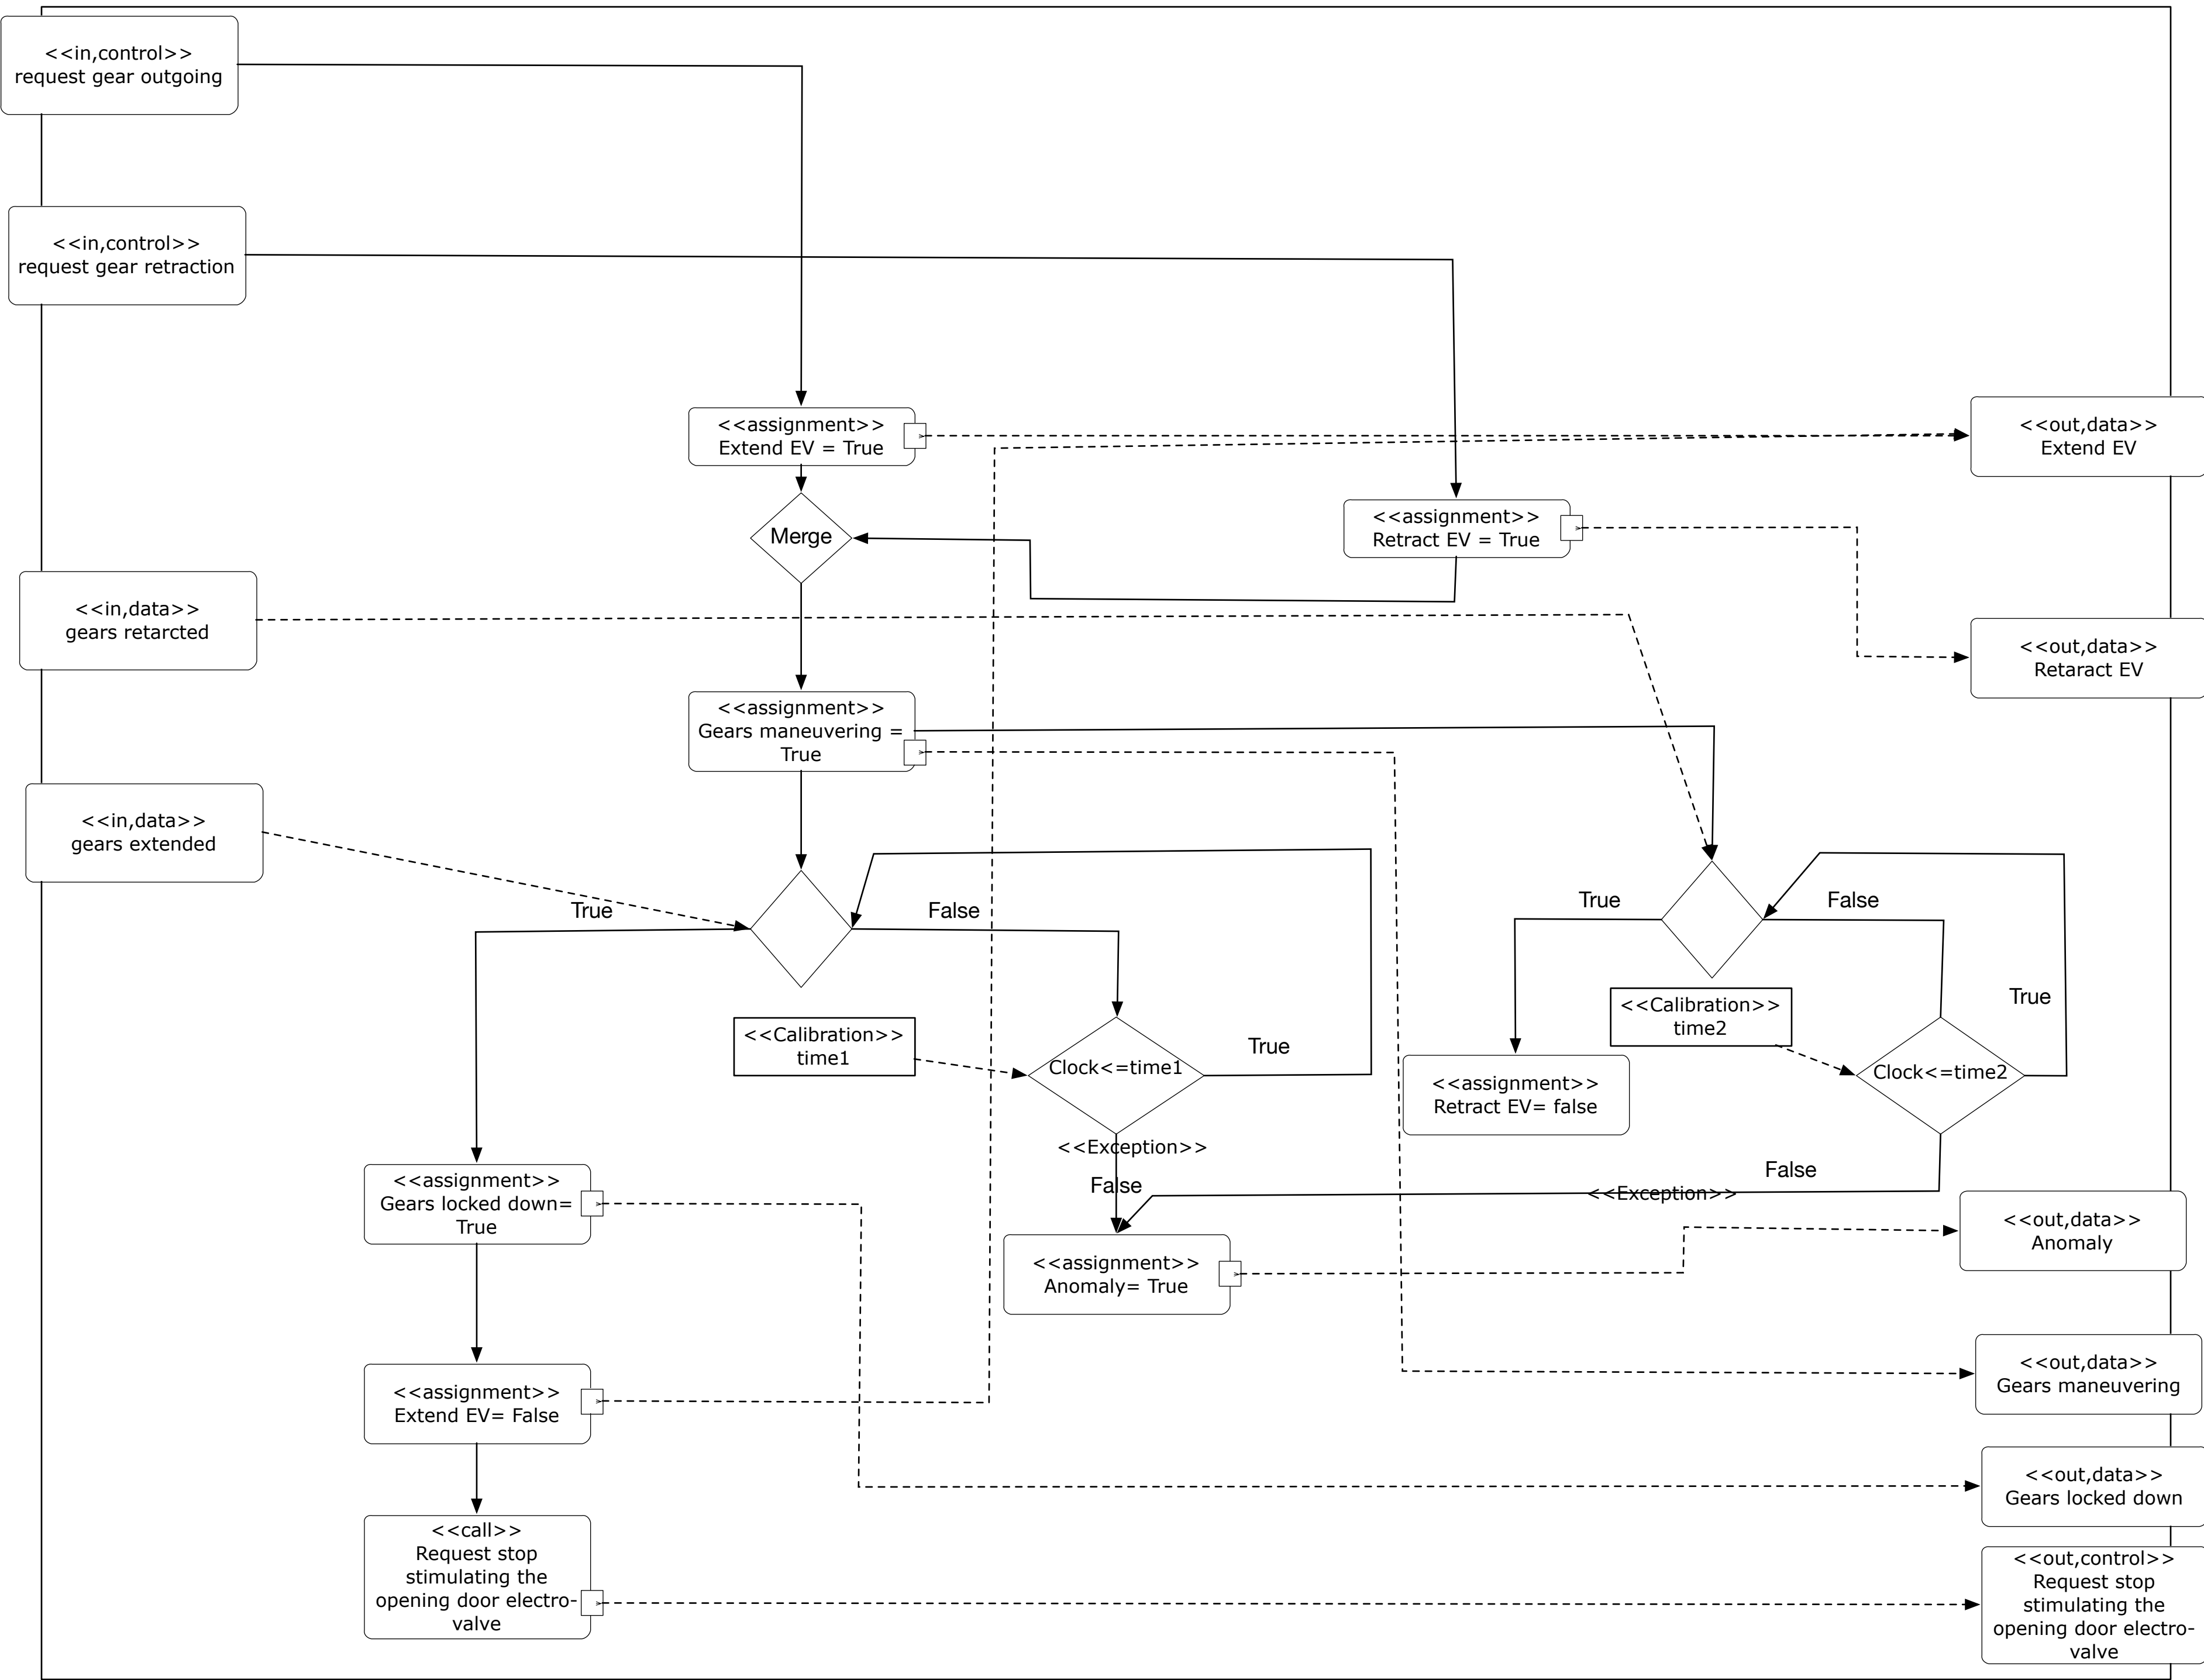 <<in,control>>
request gear outgoing
<<in,control>>
request gear retraction
<<assignment>>
Extend EV = True
<<out,data>>
Extend EV
Merge
<<assignment>>
Retract EV = True
<<in,data>>
gears retarcted
<<out,data>>
Retaract EV
<<assignment>>
Gears maneuvering =
True
<<in,data>>
gears extended
True
False
True
False
<<Calibration>>
time1
Clock<=time1
True
<<Calibration>>
time2
Clock<=time2
True
<<assignment>>
Retract EV= false
<<Exception>>
False
False
<<Exception>>
<<assignment>>
Gears locked down=
True
<<assignment>>
Anomaly= True
<<out,data>>
Anomaly
<<assignment>>
Extend EV= False
<<out,data>>
Gears maneuvering
<<out,data>>
Gears locked down
<<call>>
Request stop
stimulating the
opening door electro-
valve
<<out,control>>
Request stop
stimulating the
opening door electro-
valve